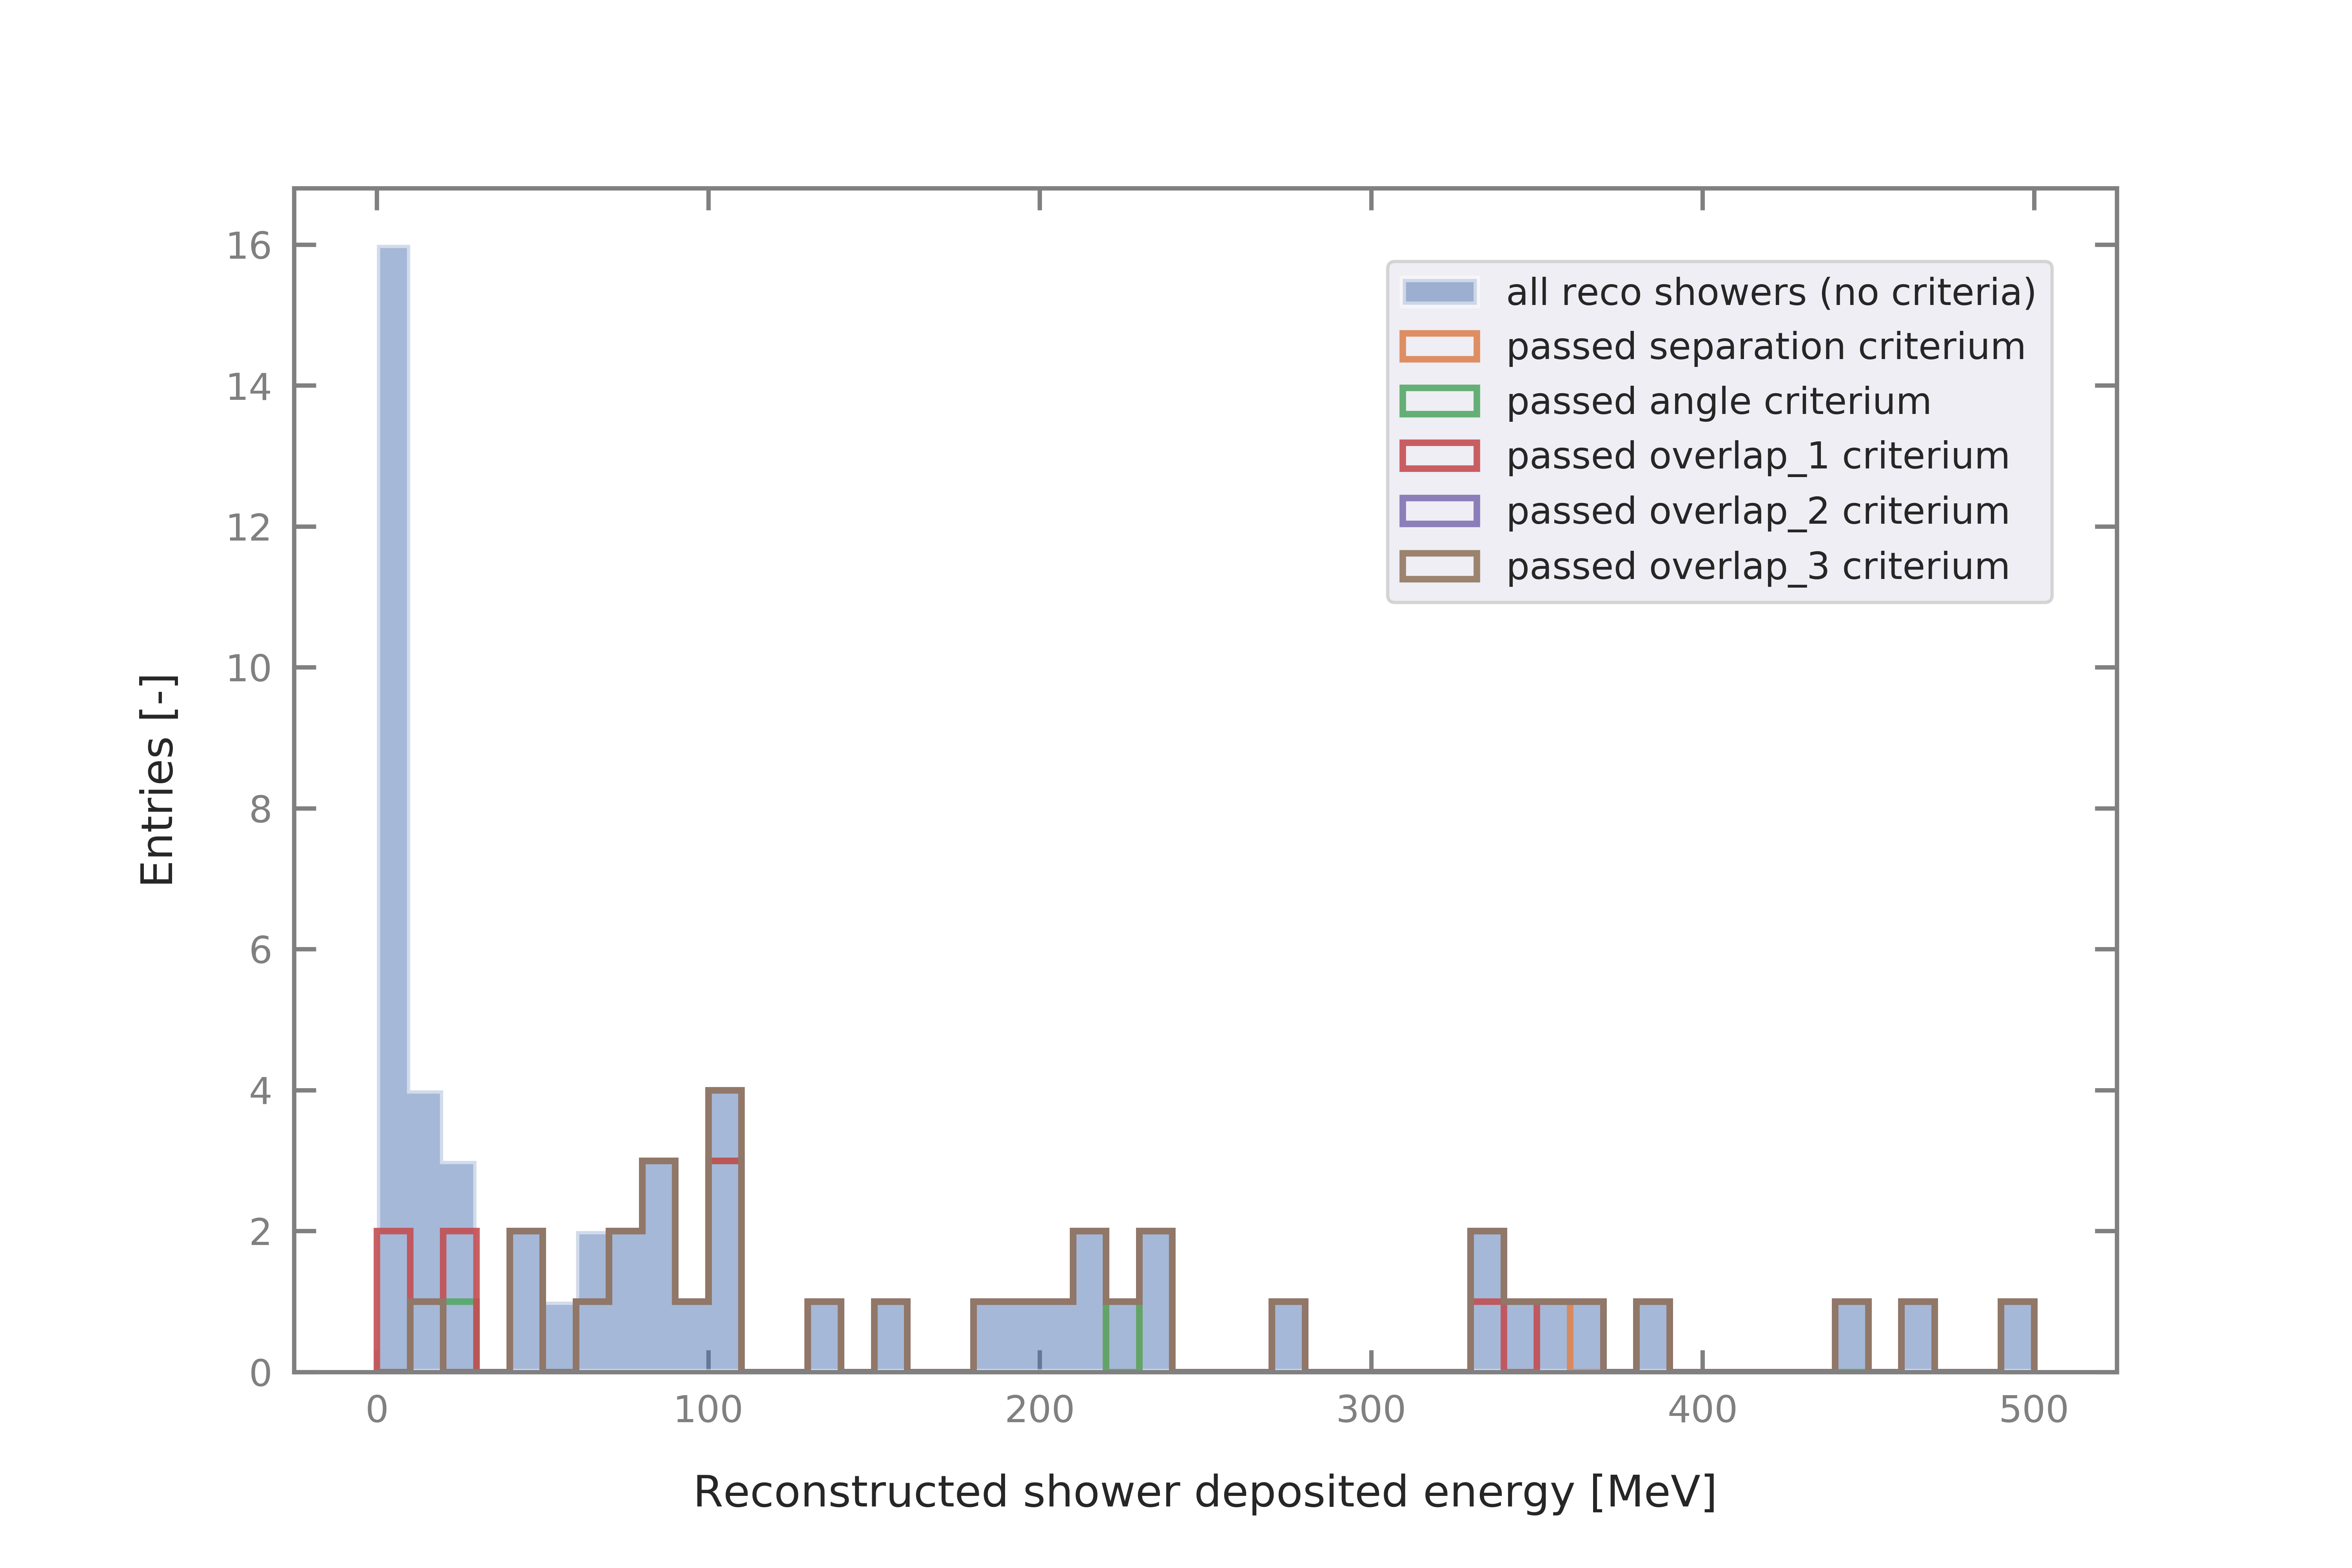 16
14
12
10
8
6
4
2
0
Entries [-]
all reco showers (no criteria)
passed separation criterium
passed angle criterium
passed overlap_1 criterium
passed overlap_2 criterium
passed overlap_3 criterium
0 100 200 300 400 500
Reconstructed shower deposited energy [MeV]